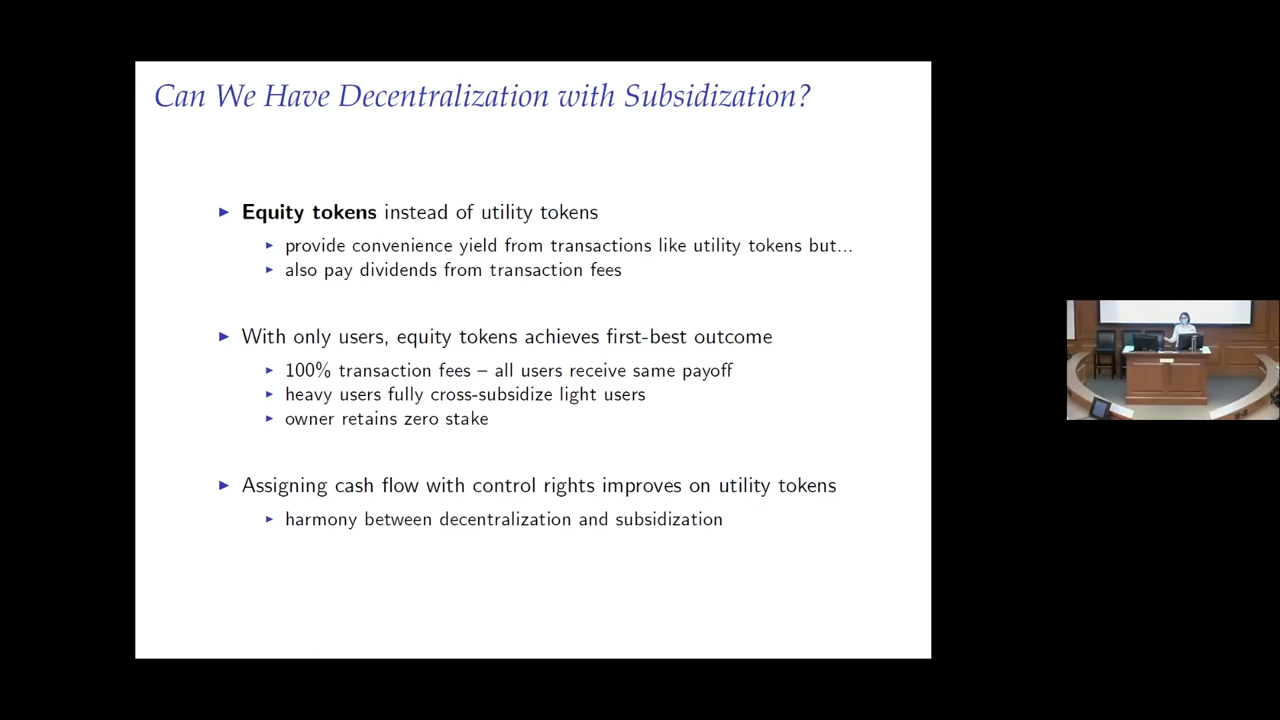 Can We Have Decentralization with Subsidization?
Equity tokens instead of utility tokens
provide convenience yield from transactions like utility tokens but...
also pay dividends from transaction fees
With only users, equity tokens achieves first-best outcome
100% transaction fees – all users receive same payoff
heavy users fully cross-subsidize light users
owner retains zero stake
Assigning cash flow with control rights improves on utility tokens
harmony between decentralization and subsidization